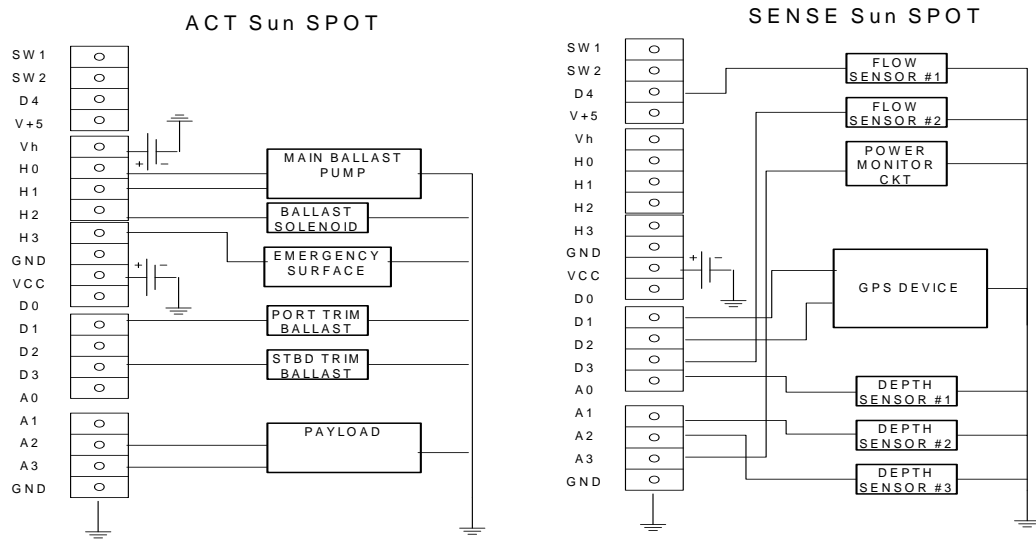 ACT Sun SPOT
SW1
SW2
D4
V+5
Vh
H0
H1
H2
H3
GND
VCC
D0
D1
D2
D3
A0
A1
A2
A3
GND
+ −
+ −
MAIN BALLAST
PUMP
BALLAST
SOLENOID
EMERGENCY
SURFACE
PORT TRIM
BALLAST
STBD TRIM
BALLAST
PAYLOAD
SENSE Sun SPOT
SW1
SW2
D4
V+5
Vh
H0
H1
H2
H3
GND
VCC
D0
D1
D2
D3
A0
A1
A2
A3
GND
+ −
FLOW
SENSOR #1
FLOW
SENSOR #2
POWER
MONITOR
CKT
GPS DEVICE
DEPTH
SENSOR #1
DEPTH
SENSOR #2
DEPTH
SENSOR #3